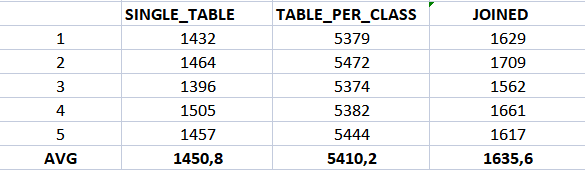 SINGLE_TABLE TABLE_PER_CLASS JOINED
1 1432 5379 1629
2 1464 5472 1709
3 1396 5374 1562
4 1505 5382 1661
5 1457 5444 1617
AVG 1450,8 5410,2 1635,6